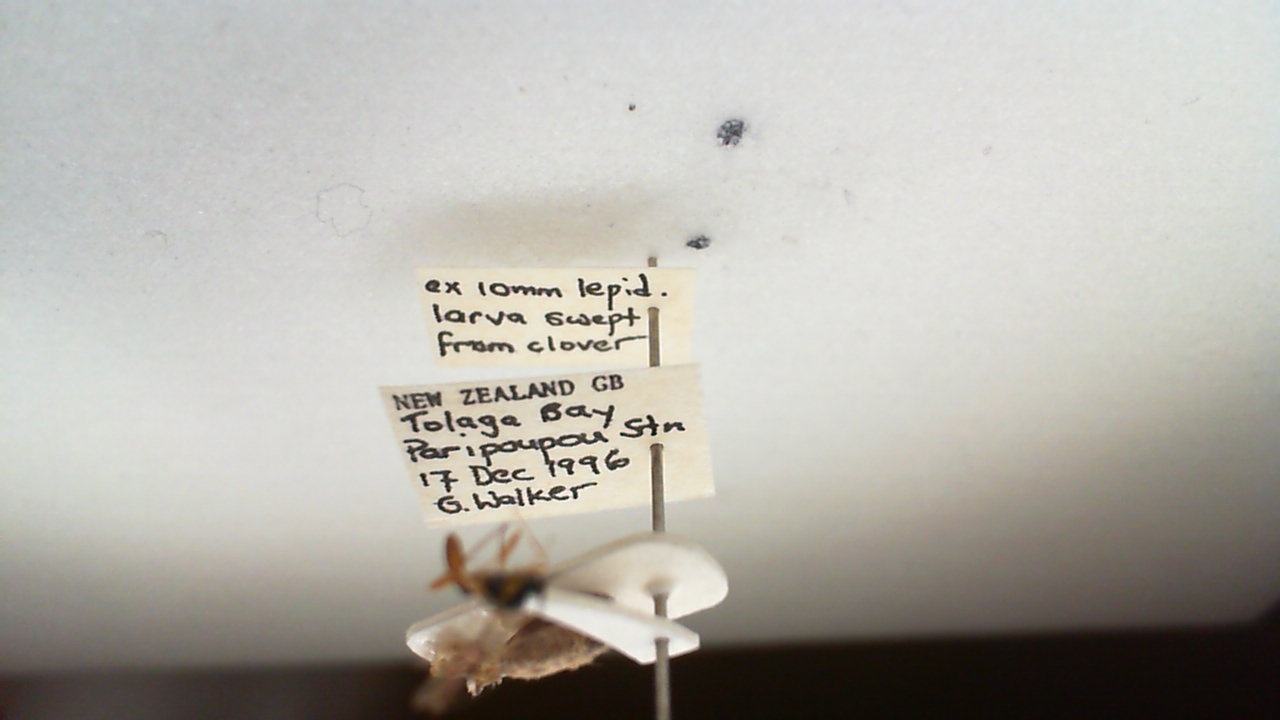 ex 10mm lepid.
larva swept
from clover
NEW ZEALAND GB
Tolaga Bay
Paripoupou Stn
17 Dec 1996
G. Walker